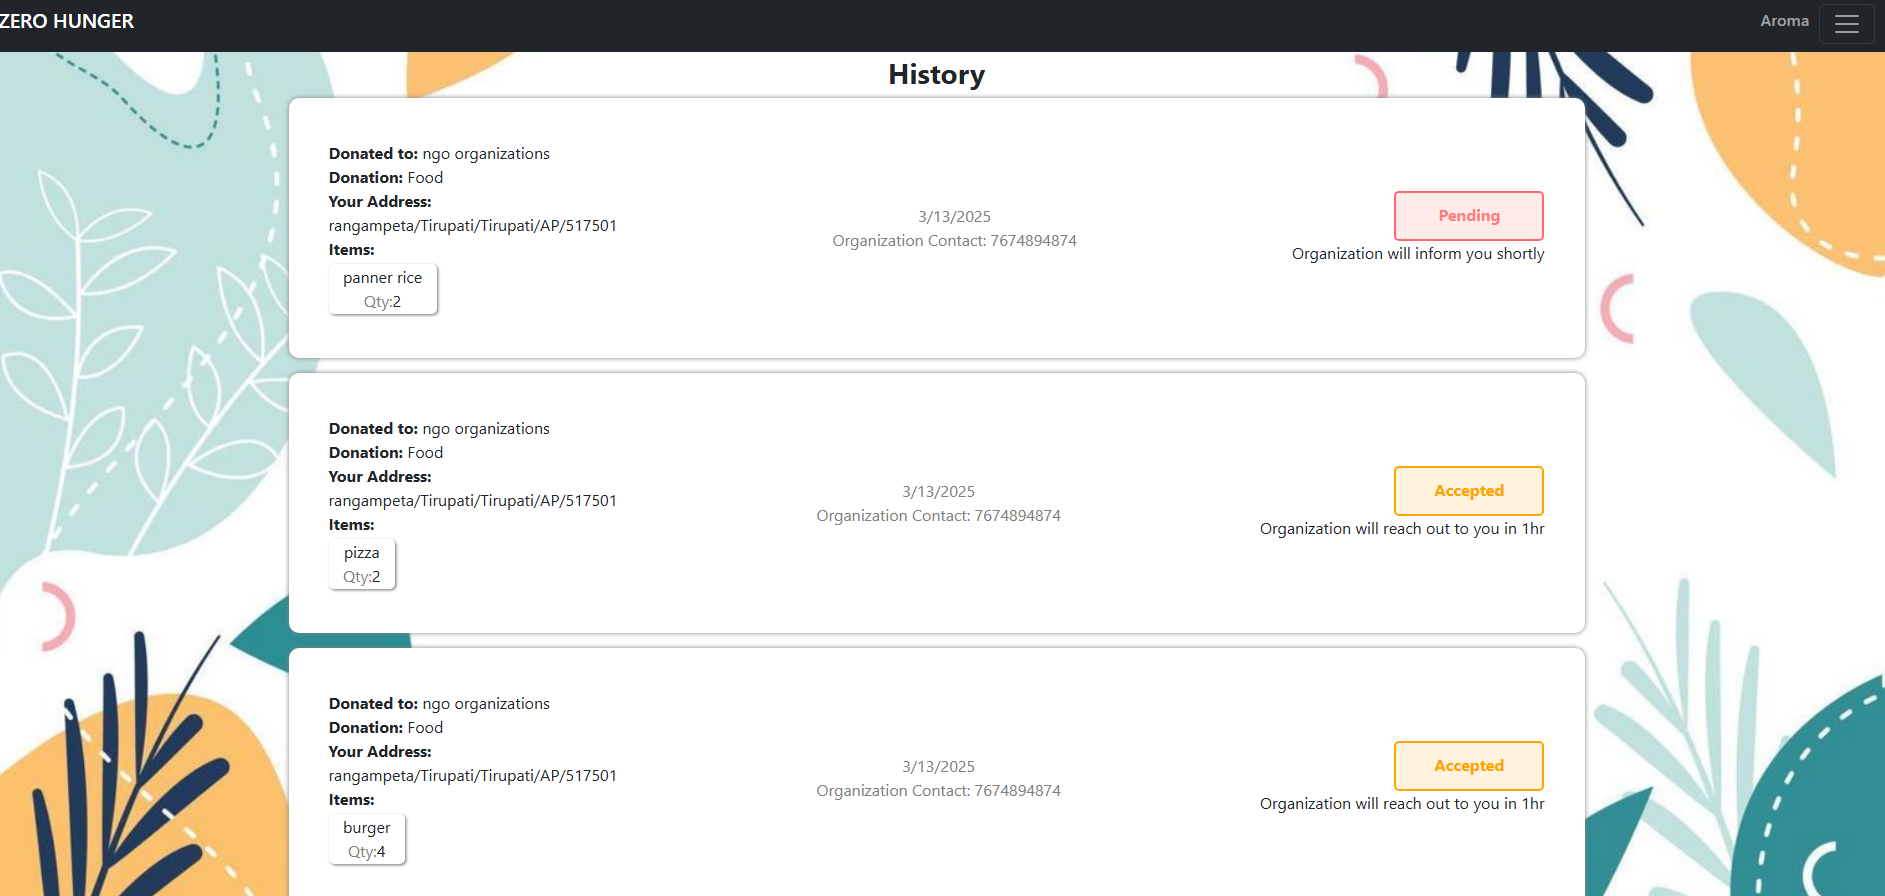 ZERO HUNGER
Aroma
History
Donated to: ngo organizations
Donation: Food
Your Address:
rangampeta/Tirupati/Tirupati/AP/517501
Items:
panner rice
Qty:2
3/13/2025
Organization Contact: 7674894874
Pending
Organization will inform you shortly
Donated to: ngo organizations
Donation: Food
Your Address:
rangampeta/Tirupati/Tirupati/AP/517501
Items:
pizza
Qty:2
3/13/2025
Organization Contact: 7674894874
Accepted
Organization will reach out to you in 1hr
Donated to: ngo organizations
Donation: Food
Your Address:
rangampeta/Tirupati/Tirupati/AP/517501
Items:
burger
Qty:4
3/13/2025
Organization Contact: 7674894874
Accepted
Organization will reach out to you in 1hr